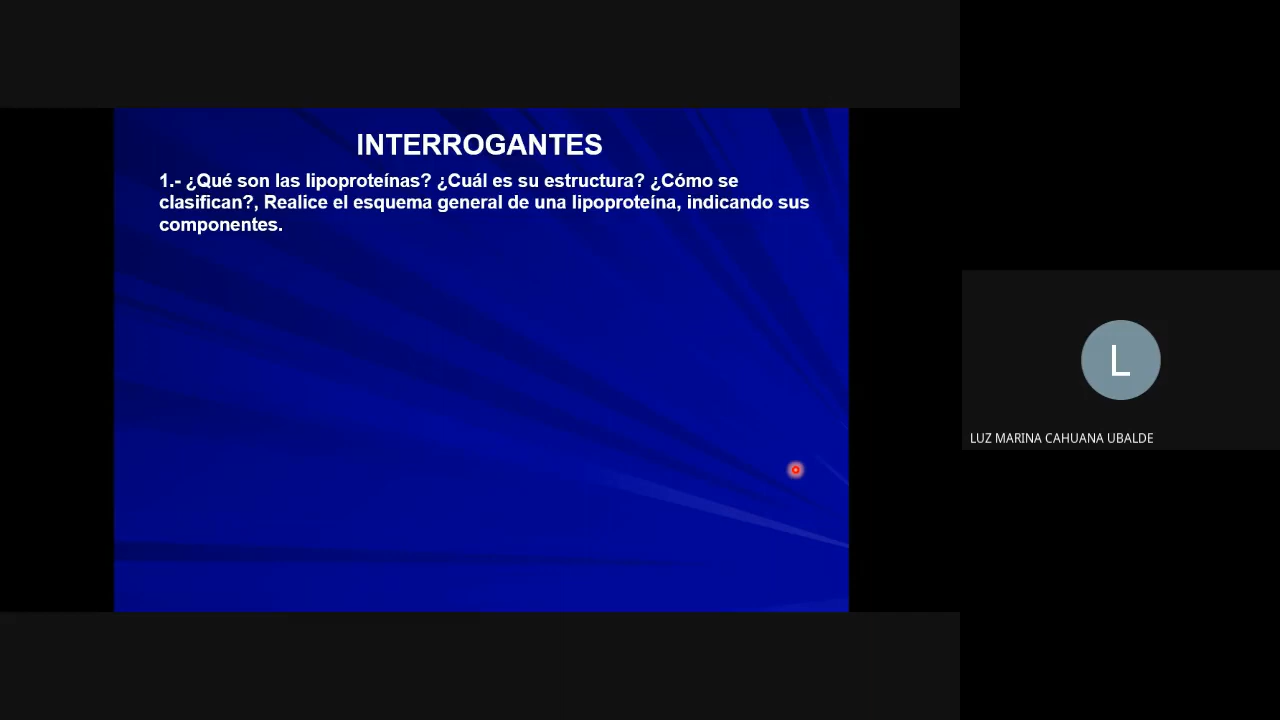 INTERROGANTES
1.- ¿Qué son las lipoproteínas? ¿Cuál es su estructura? ¿Cómo se
clasifican?, Realice el esquema general de una lipoproteína, indicando sus
componentes.
L
LUZ MARINA CAHUANA UBALDE